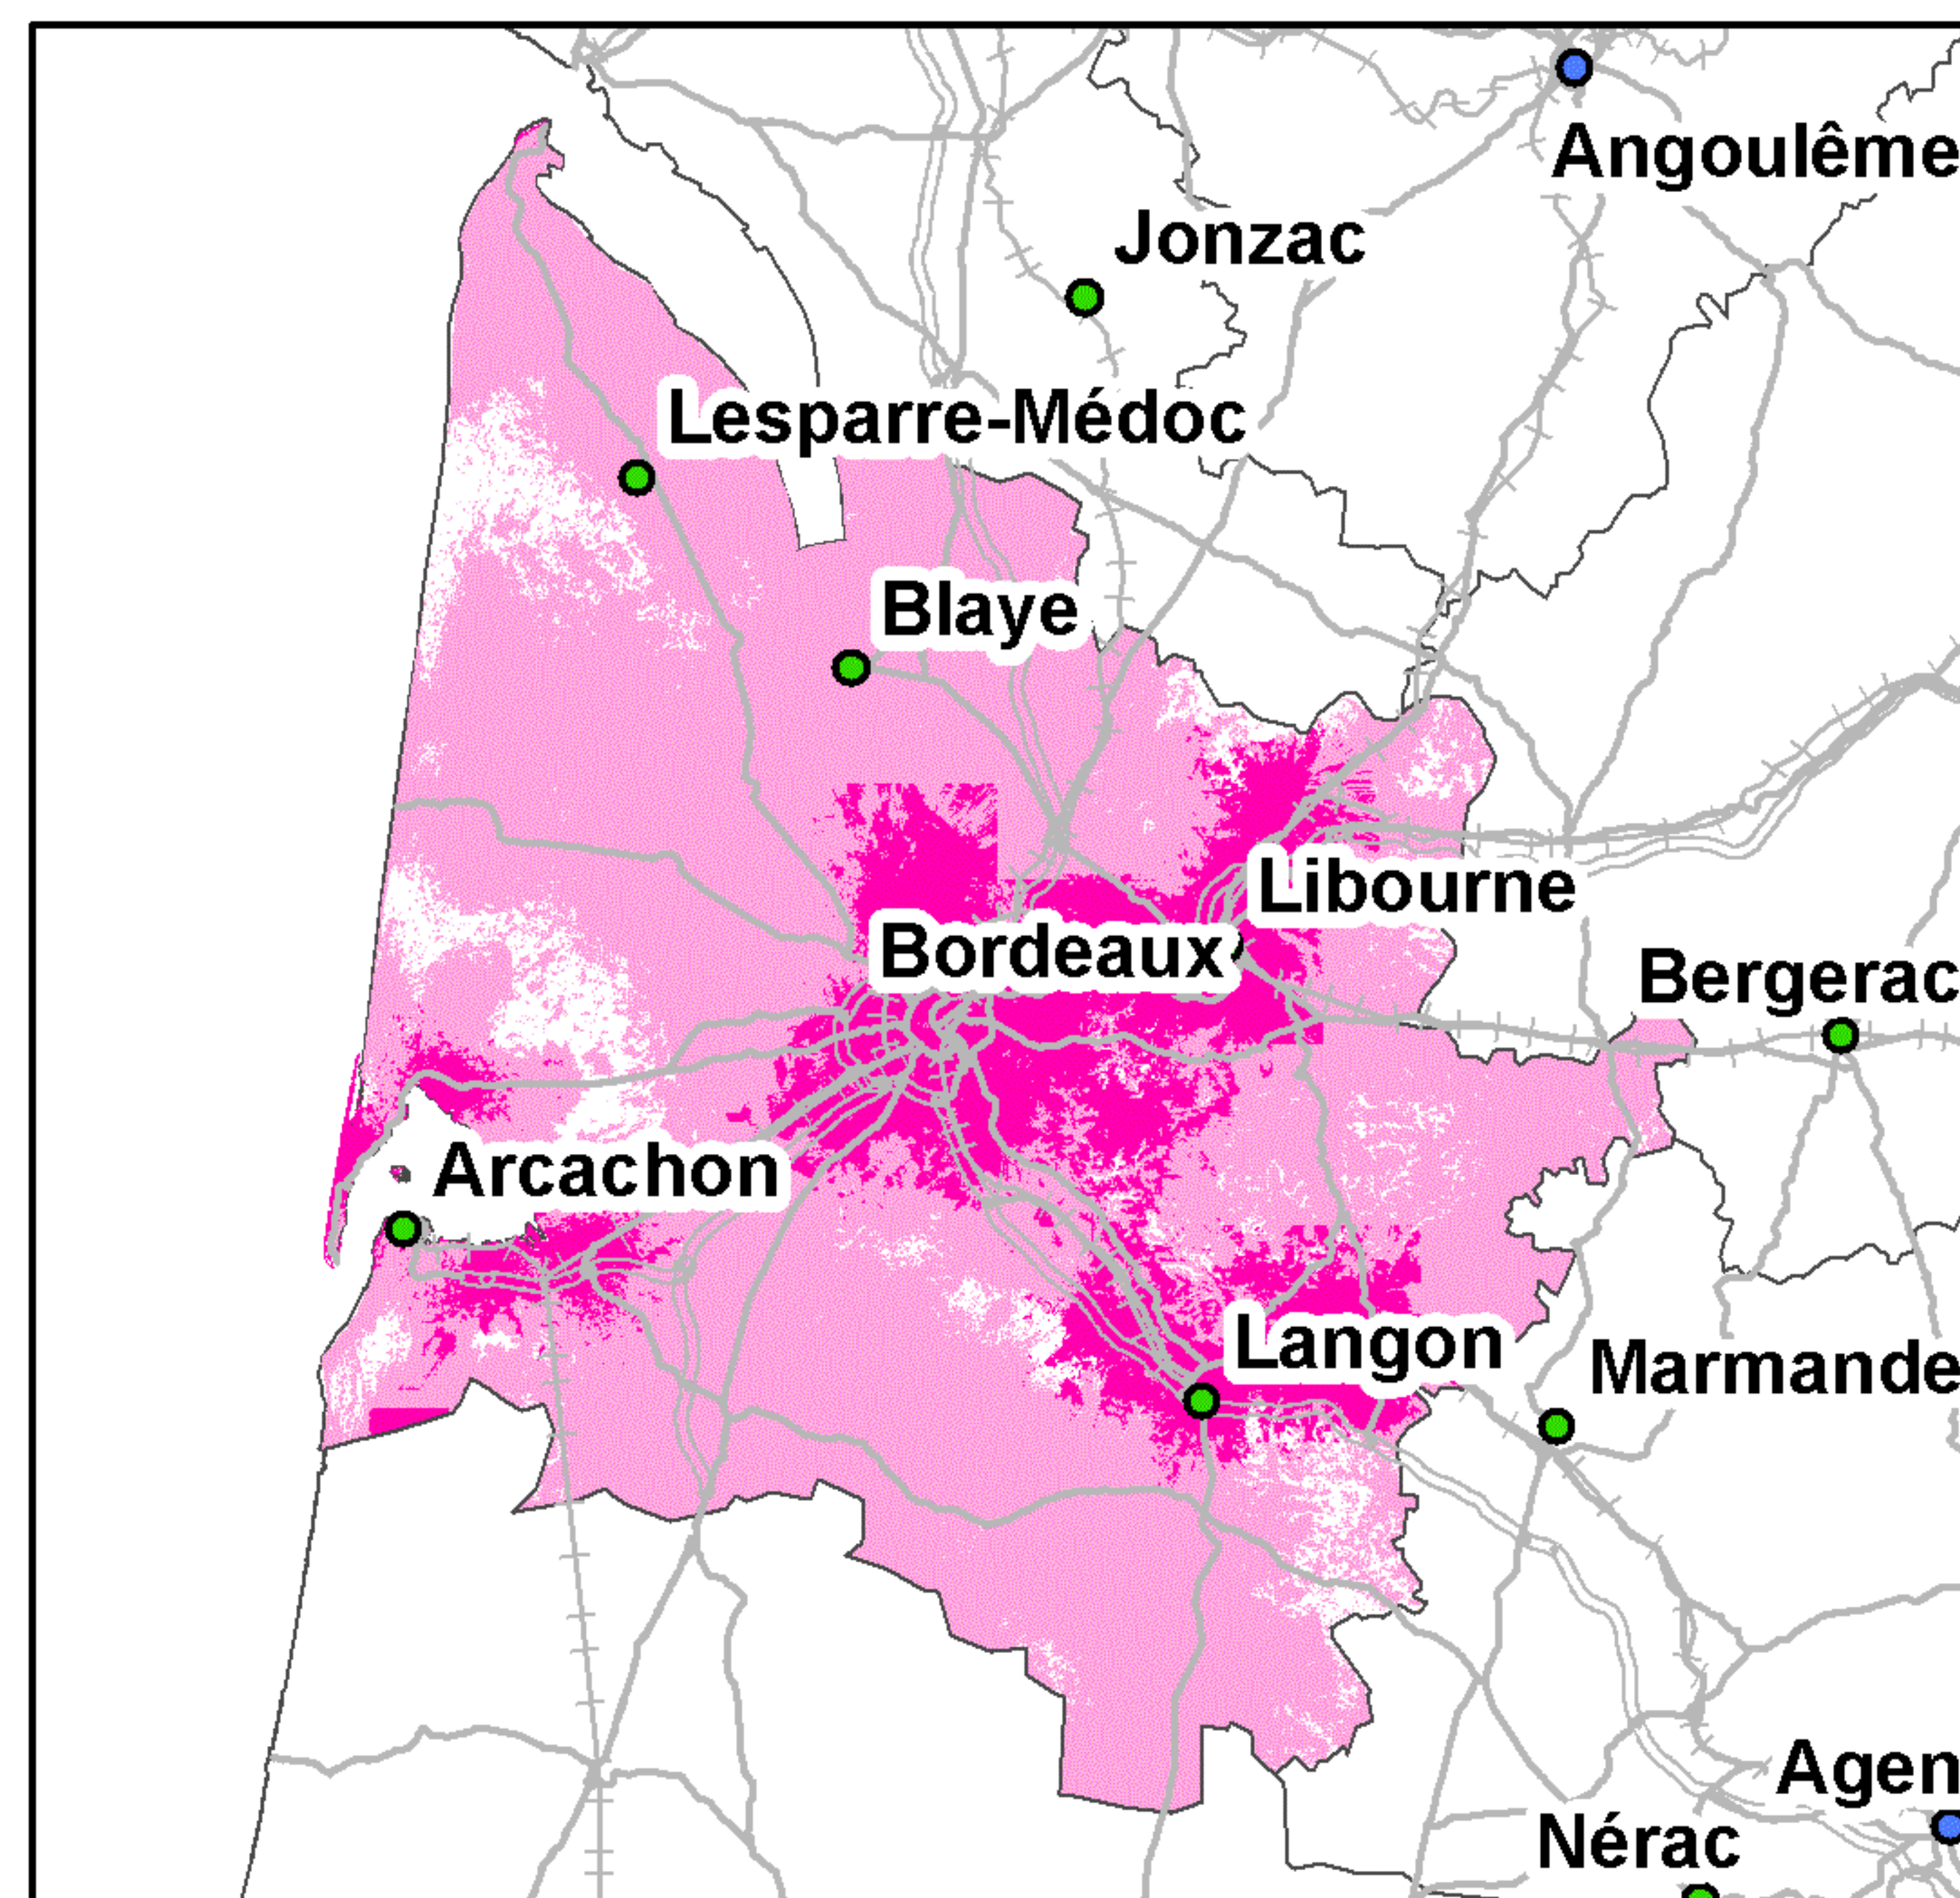 Angoulême
Jonzac
Lesparre-Médoc
Blaye
Libourne
Bordeaux
Bergerac
Arcachon
Langon
Marmande
Agen
Nérac